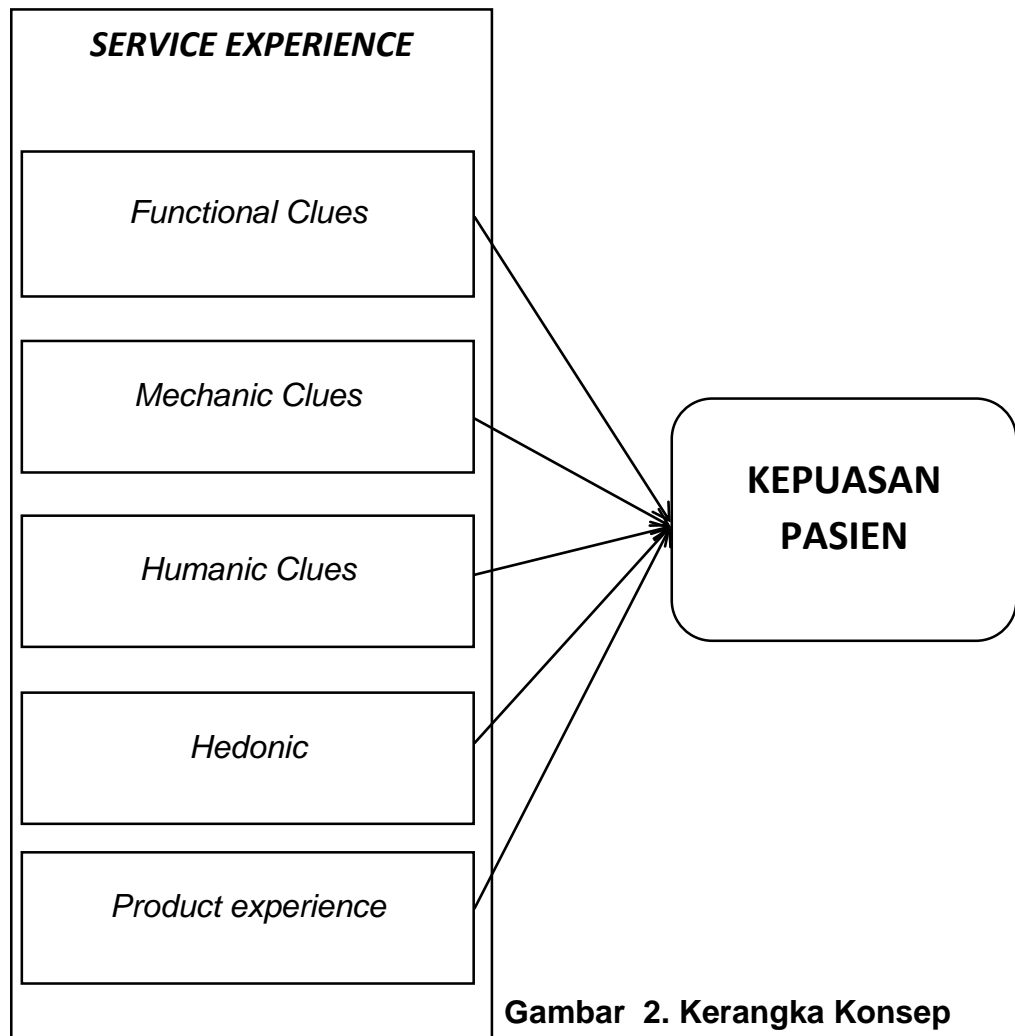 SERVICE EXPERIENCE
Functional Clues
Mechanic Clues
Humanic Clues
Hedonic
Product experience
KEPUASAN
PASIEN
Gambar 2. Kerangka Konsep